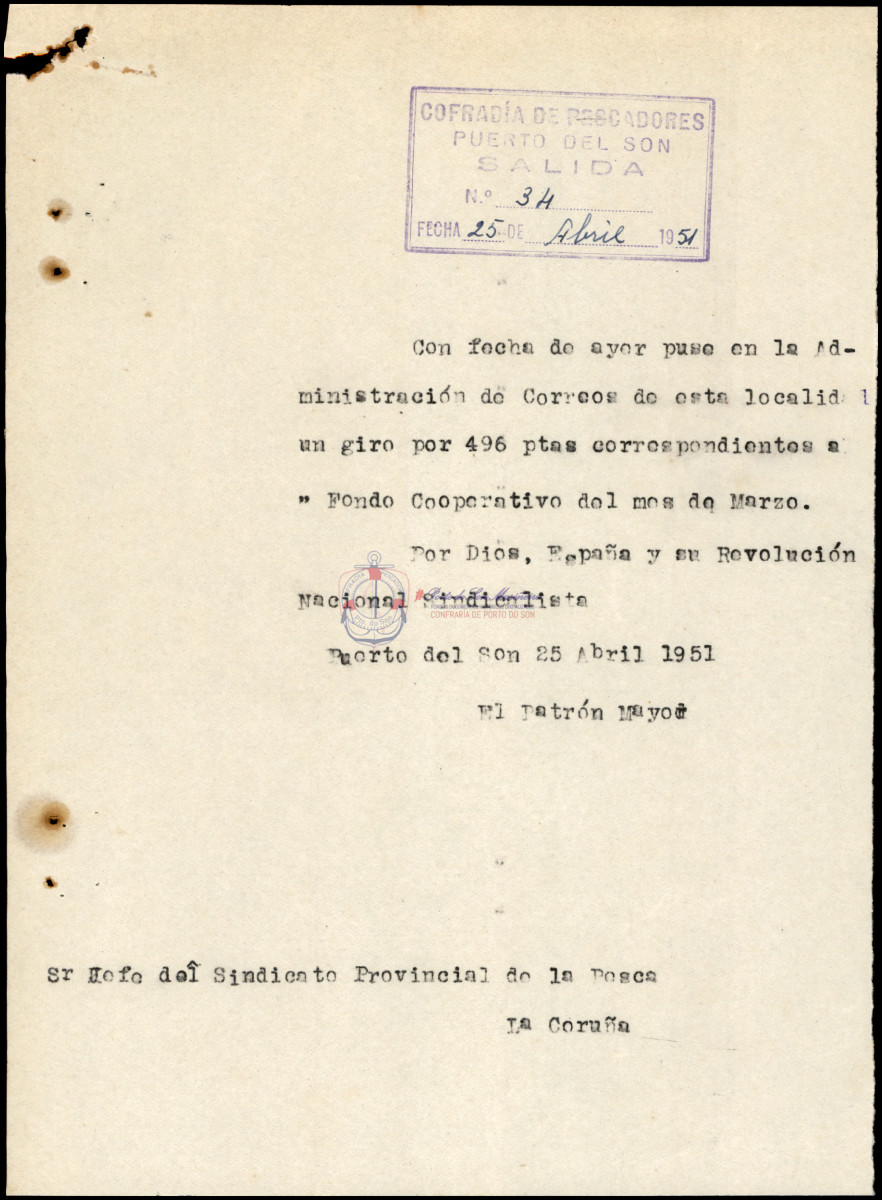 COFRADÍA DE PESCADORES
PUERTO DEL SON
SALIDA
N.º 34
FECHA 25 DE Abril 1951
Con fecha de ayer puse en la Ad-
ministración de Correos de esta localidad
un giro por 496 ptas correspondientes a
" Fondo Cooperativo del mes de Marzo.
Por Dios, España y su Revolución
Nacional Sindicalista
CONFRARÍA DE PORTO DO SON
Puerto del Son 25 Abril 1951
El Patrón Mayor
Sr Jefe del Sindicato Provincial de la Pesca
La Coruña